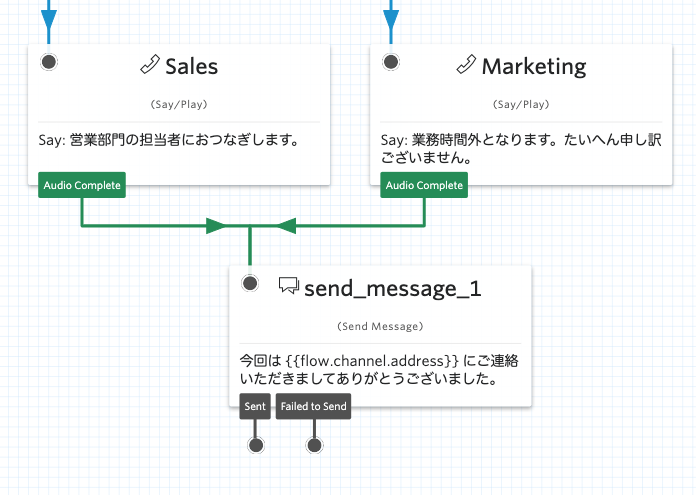 Sales
(Say/Play)
Say: 営業部門の担当者におつなぎします。
Audio Complete
Marketing
(Say/Play)
Say: 業務時間外となります。たいへん申し訳
ございません。
Audio Complete
send_message_1
(Send Message)
今回は {{flow.channel.address}} にご連絡
いただきましてありがとうございました。
Sent
Failed to Send